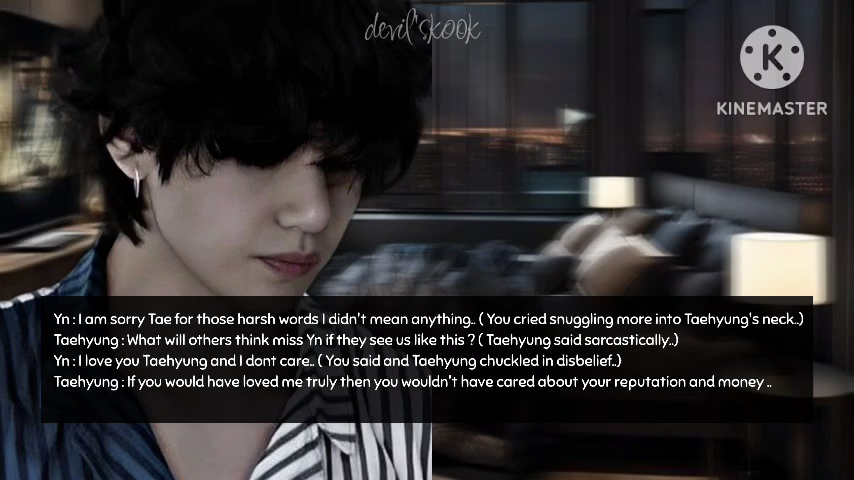 devil'skook
KINEMASTER
Yn : I am sorry Tae for those harsh words I didn't mean anything.. ( You cried snuggling more into Taehyung's neck..)
Taehyung : What will others think miss Yn if they see us like this ? ( Taehyung said sarcastically..)
Yn : I love you Taehyung and I dont care.. ( You said and Taehyung chuckled in disbelief..)
Taehyung : If you would have loved me truly then you wouldn't have cared about your reputation and money ..